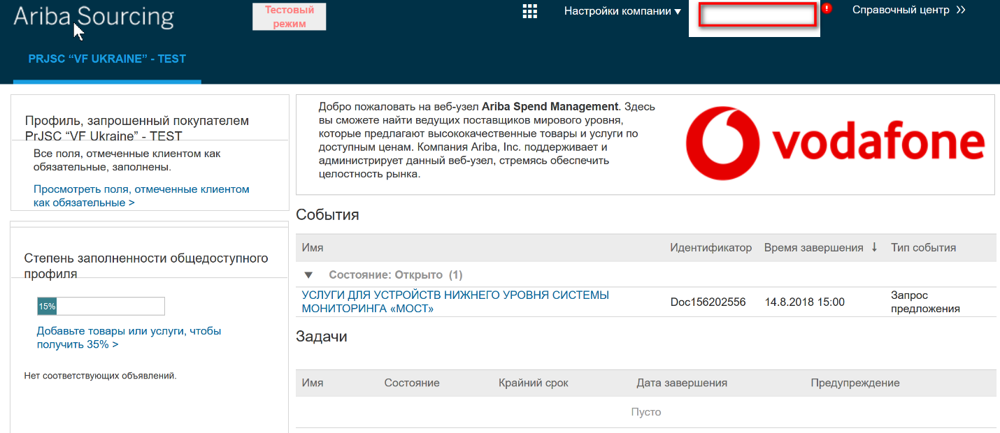 Ariba Sourcing
Тестовый
режим
Настройки компании
Справочный центр
PRJSC “VF UKRAINE” - TEST
Профиль, запрошенный покупателем
PrJSC “VF Ukraine” - TEST
Все поля, отмеченные клиентом как
обязательные, заполнены.
Просмотреть поля, отмеченные клиентом
как обязательные >
Степень заполненности общедоступного
профиля
15%
Добавьте товары или услуги, чтобы
получить 35% >
Нет соответствующих объявлений.
Добро пожаловать на веб-узел Ariba Spend Management. Здесь
вы сможете найти ведущих поставщиков мирового уровня,
которые предлагают высококачественные товары и услуги по
доступным ценам. Компания Ariba, Inc. поддерживает и
администрирует данный веб-узел, стремясь обеспечить
целостность рынка.
vodafone
События
Имя Идентификатор Время завершения ↓ Тип события
▼ Состояние: Открыто (1)
УСЛУГИ ДЛЯ УСТРОЙСТВ НИЖНЕГО УРОВНЯ СИСТЕМЫ
МОНИТОРИНГА «МОСТ»
Doc156202556 14.8.2018 15:00
Запрос
предложения
Задачи
Имя Состояние Крайний срок Дата завершения Предупреждение
Пусто